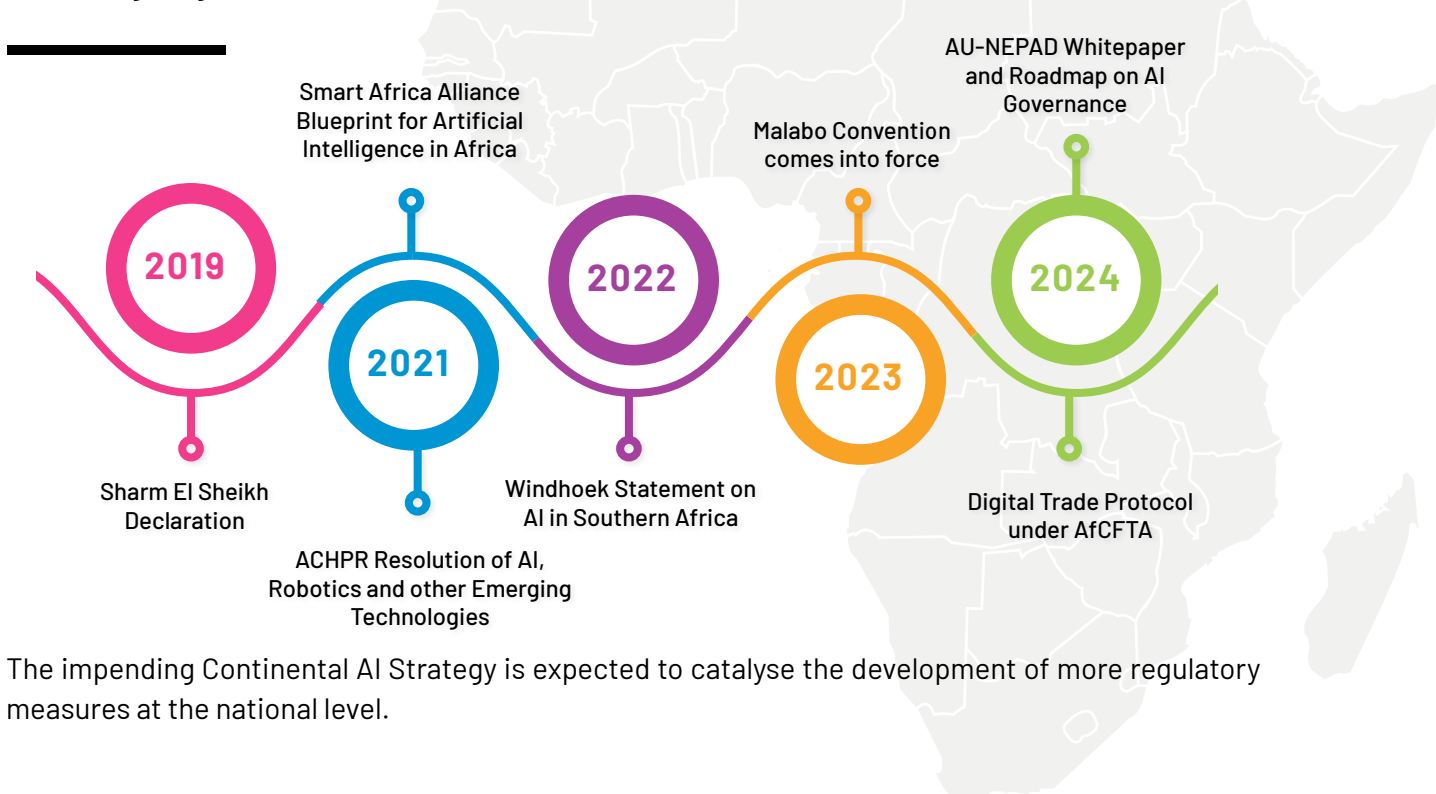 2019
Sharm El Sheikh
Declaration
Smart Africa Alliance
Blueprint for Artificial
Intelligence in Africa
2021
ACHPR Resolution of AI,
Robotics and other Emerging
Technologies
2022
Windhoek Statement on
AI in Southern Africa
Malabo Convention
comes into force
2023
AU-NEPAD Whitepaper
and Roadmap on AI
Governance
2024
Digital Trade Protocol
under AfCFTA
The impending Continental AI Strategy is expected to catalyse the development of more regulatory
measures at the national level.